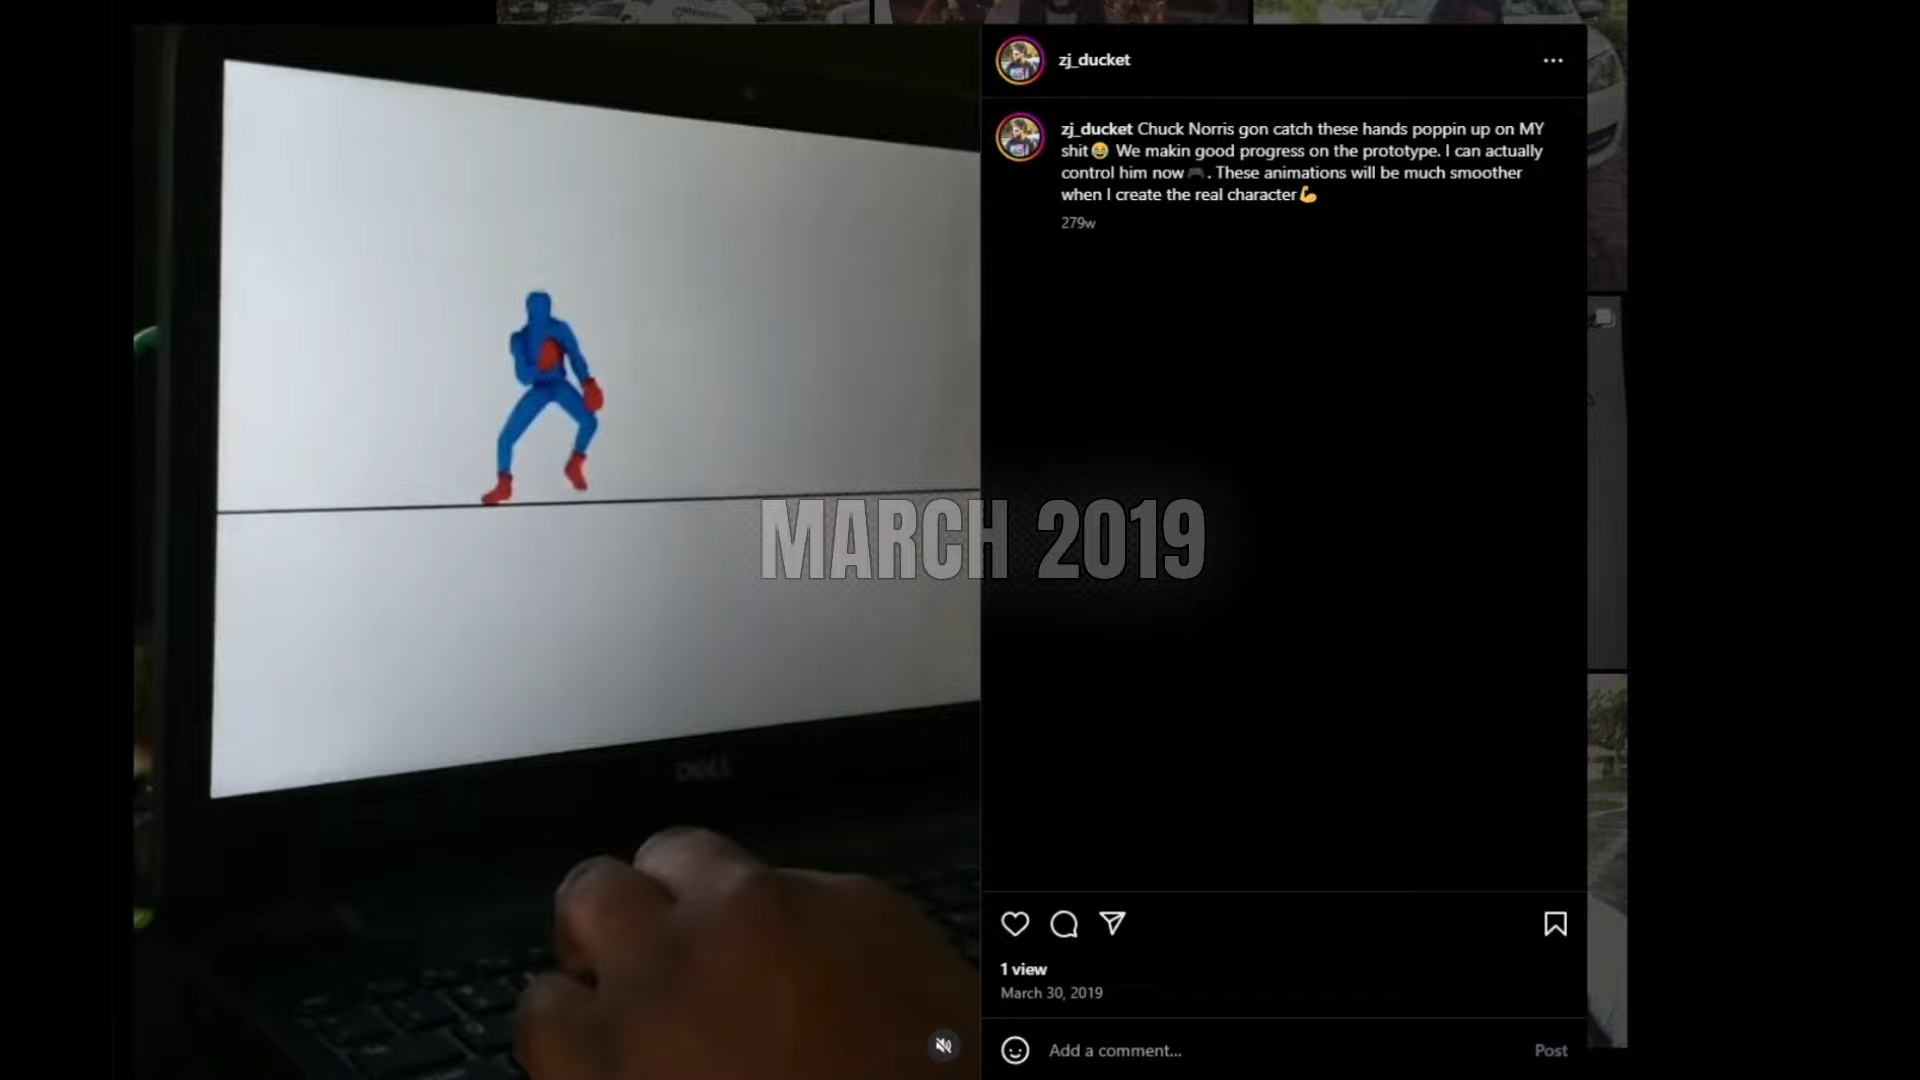 zj_ducket
zj_ducket Chuck Norris gon catch these hands poppin up on MY
shit😂 We makin good progress on the prototype. I can actually
control him now🎮. These animations will be much smoother
when I create the real character💪
279w
MARCH 2019
DELL
1 view
March 30, 2019
Add a comment...
Post